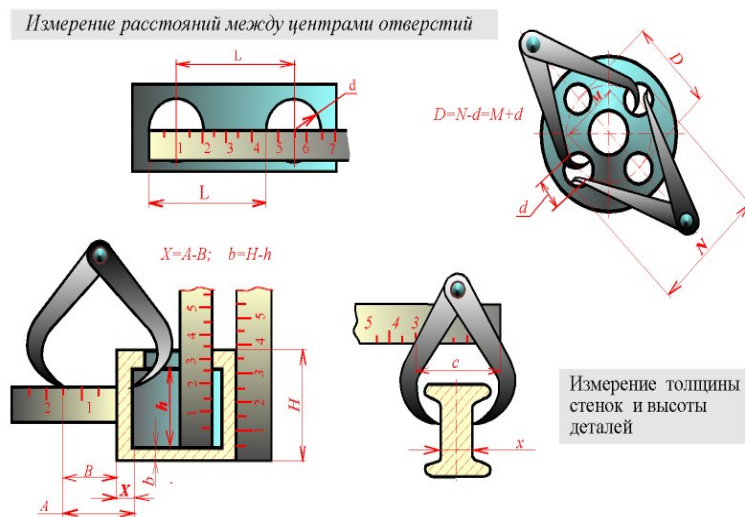 Измерение расстояний между центрами отверстий
L
d
1 2 3 4 5 6 7
L
D
M
D=N-d=M+d
d
N
X=A-B; b=H-h
5 4 3 2 1
5 4 3 2 1
2 1
h
H
B
X
b
A
5 4 3
c
x
Измерение толщины
стенок и высоты
деталей